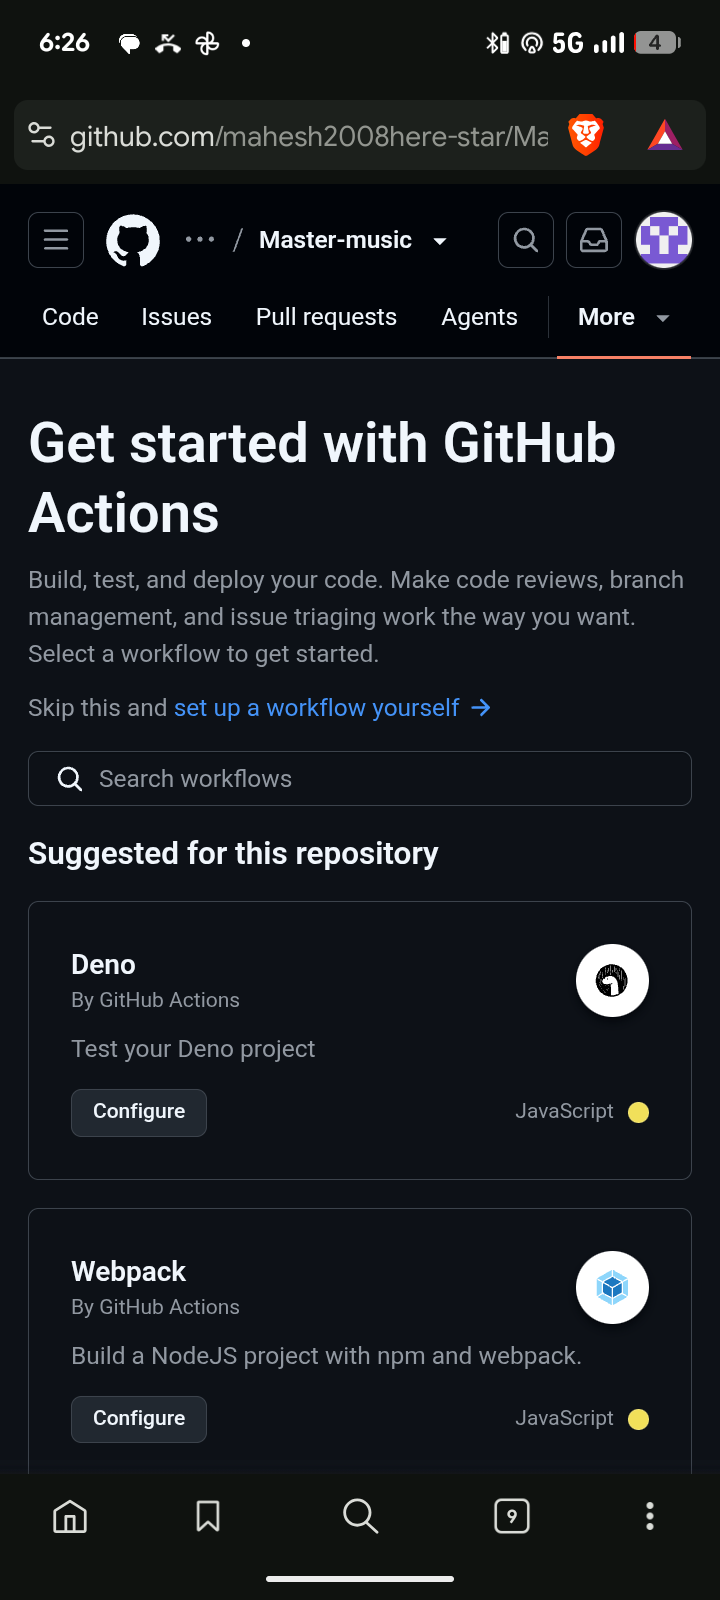 6:26
5G
4
github.com/mahesh2008here-star/Ma
/ Master-music
Code Issues Pull requests Agents More
Get started with GitHub
Actions
Build, test, and deploy your code. Make code reviews, branch
management, and issue triaging work the way you want.
Select a workflow to get started.
Skip this and set up a workflow yourself →
Search workflows
Suggested for this repository
Deno
By GitHub Actions
Test your Deno project
Configure
JavaScript
Webpack
By GitHub Actions
Build a NodeJS project with npm and webpack.
Configure
JavaScript
9